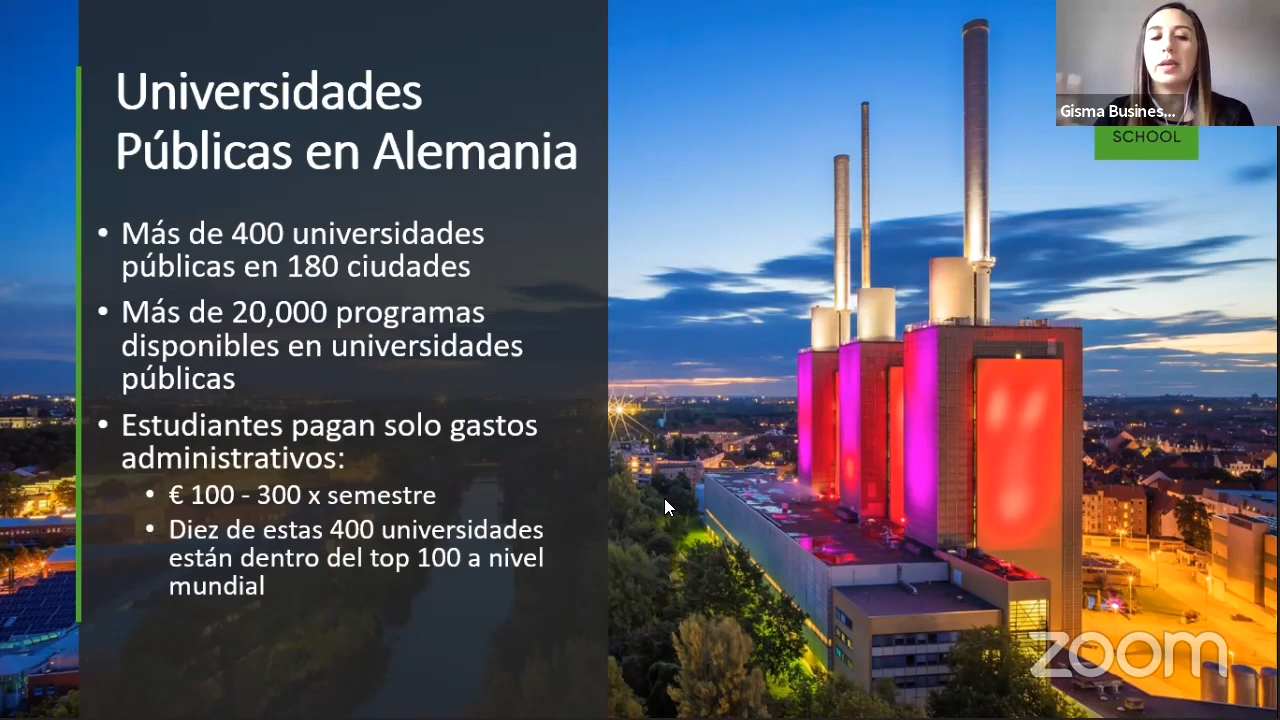 Universidades
Públicas en Alemania
• Más de 400 universidades
públicas en 180 ciudades
• Más de 20,000 programas
disponibles en universidades
públicas
• Estudiantes pagan solo gastos
administrativos:
• € 100 - 300 x semestre
• Diez de estas 400 universidades
están dentro del top 100 a nivel
mundial
Gisma Busines...
SCHOOL
zoom